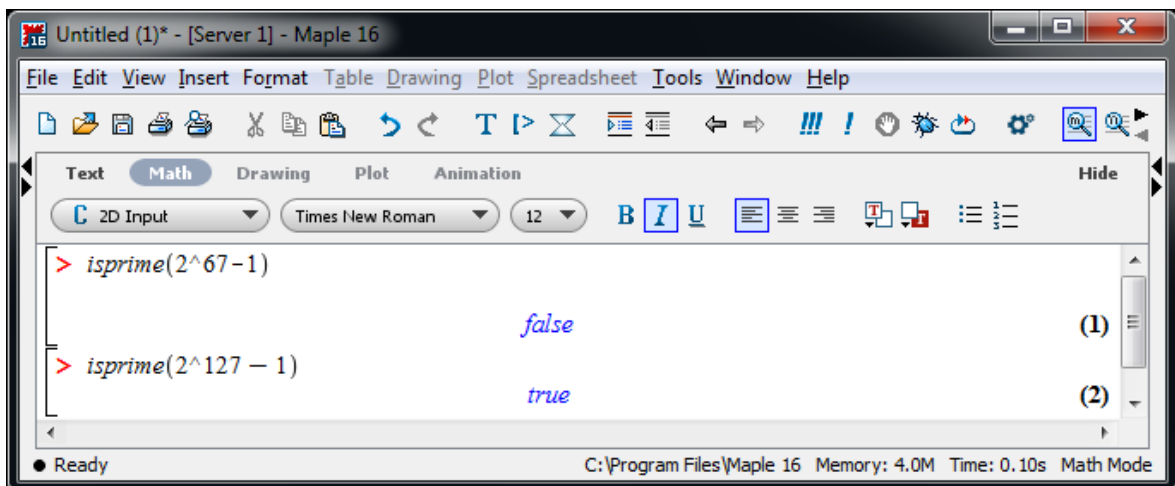 Untitled (1)* - [Server 1] - Maple 16
File Edit View Insert Format Table Drawing Plot Spreadsheet Tools Window Help
Text Math Drawing Plot Animation Hide
C 2D Input Times New Roman 12 B I U
> isprime(2^67-1)
false (1)
> isprime(2^127 − 1)
true (2)
Ready C:\Program Files\Maple 16 Memory: 4.0M Time: 0.10s Math Mode